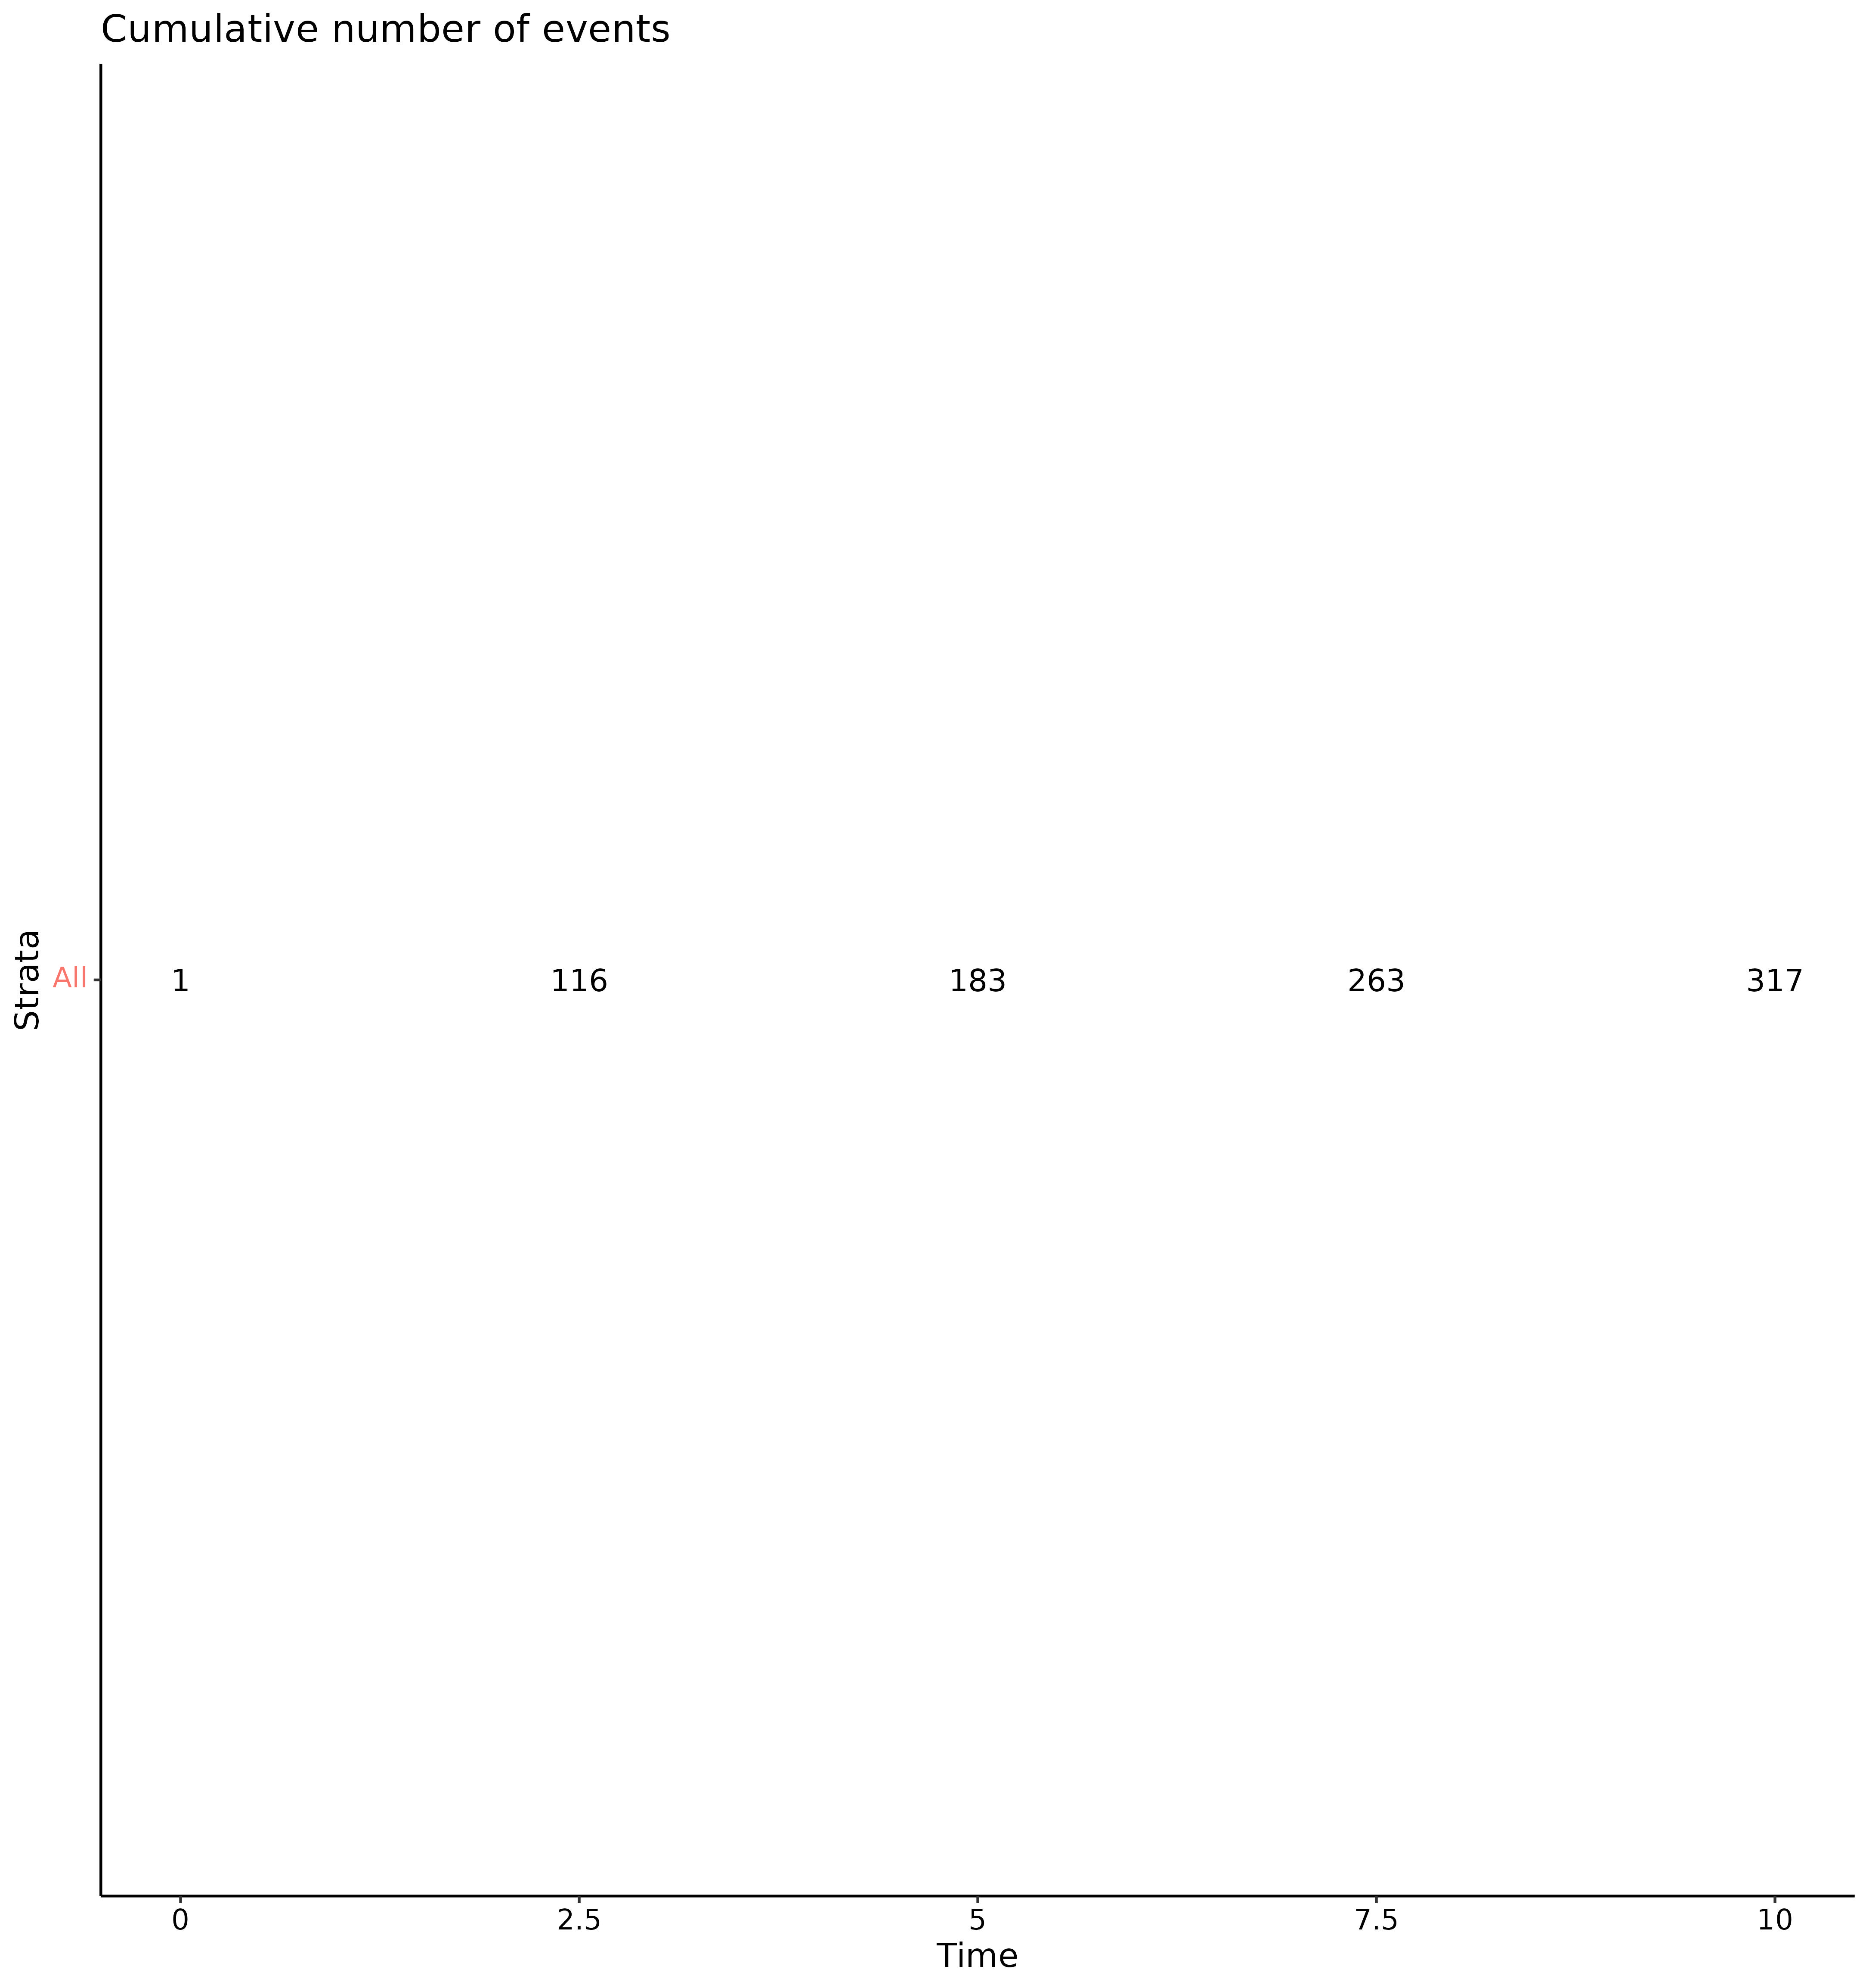 Cumulative number of events
Strata
All 1 116 183 263 317
0 2.5 5 7.5 10
Time